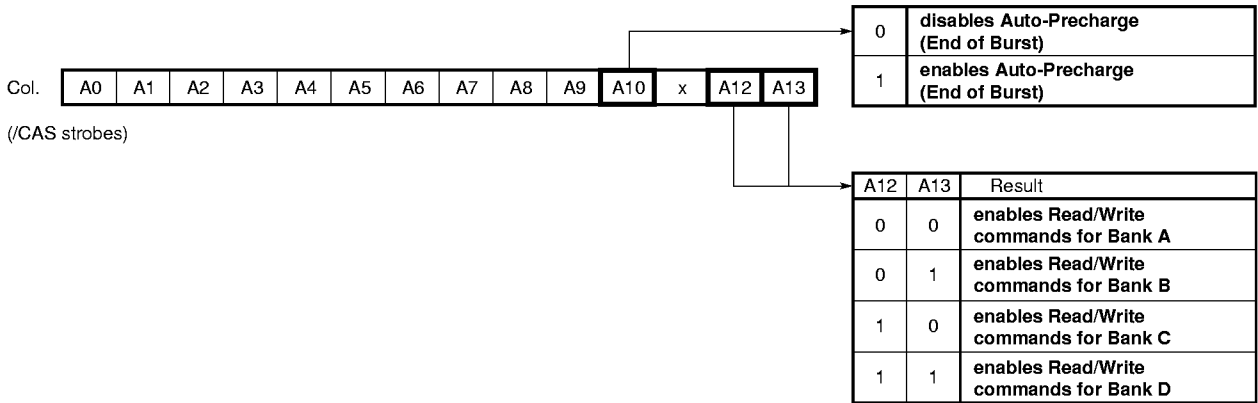 0 disables Auto-Precharge
(End of Burst)
1 enables Auto-Precharge
(End of Burst)
Col. A0 A1 A2 A3 A4 A5 A6 A7 A8 A9 A10 x A12 A13
(/CAS strobes)
A12 A13 Result
0 0 enables Read/Write
commands for Bank A
0 1 enables Read/Write
commands for Bank B
1 0 enables Read/Write
commands for Bank C
1 1 enables Read/Write
commands for Bank D